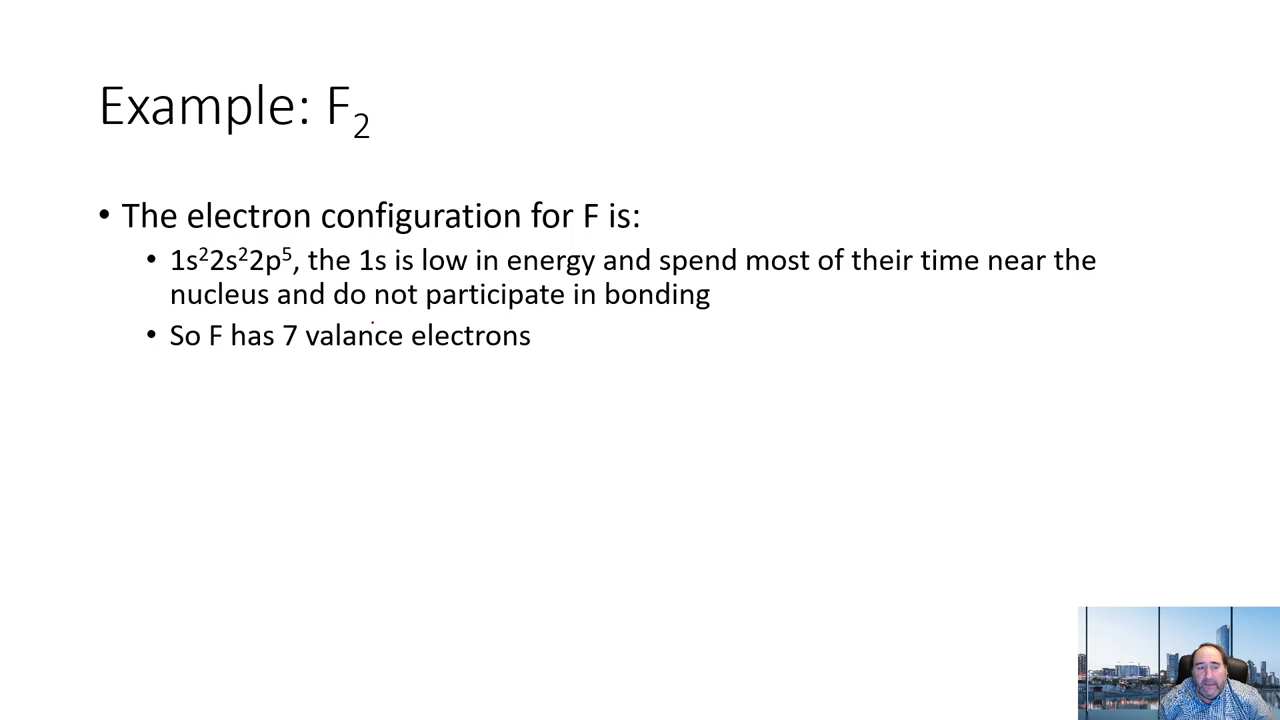 Example: F₂
• The electron configuration for F is:
• 1s²2s²2p⁵, the 1s is low in energy and spend most of their time near the
nucleus and do not participate in bonding
• So F has 7 valance electrons